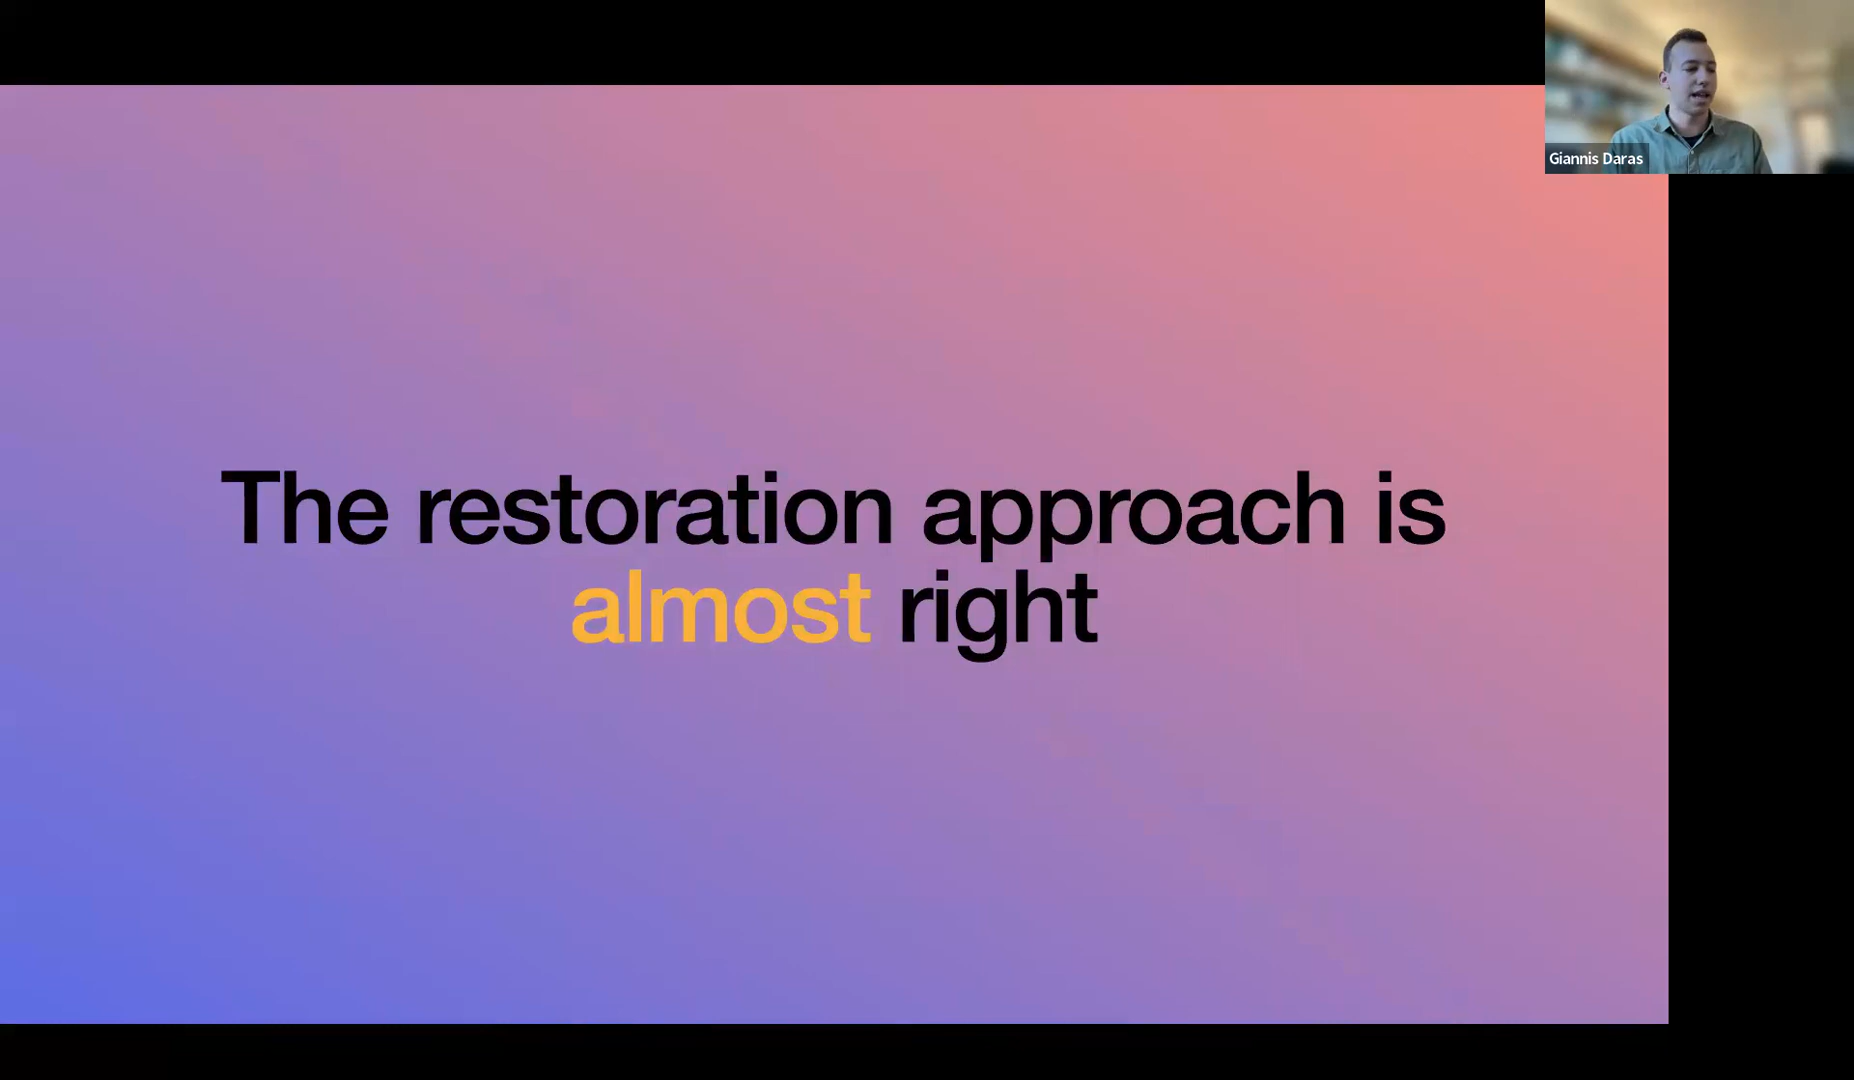 Giannis Daras
The restoration approach is
almost right